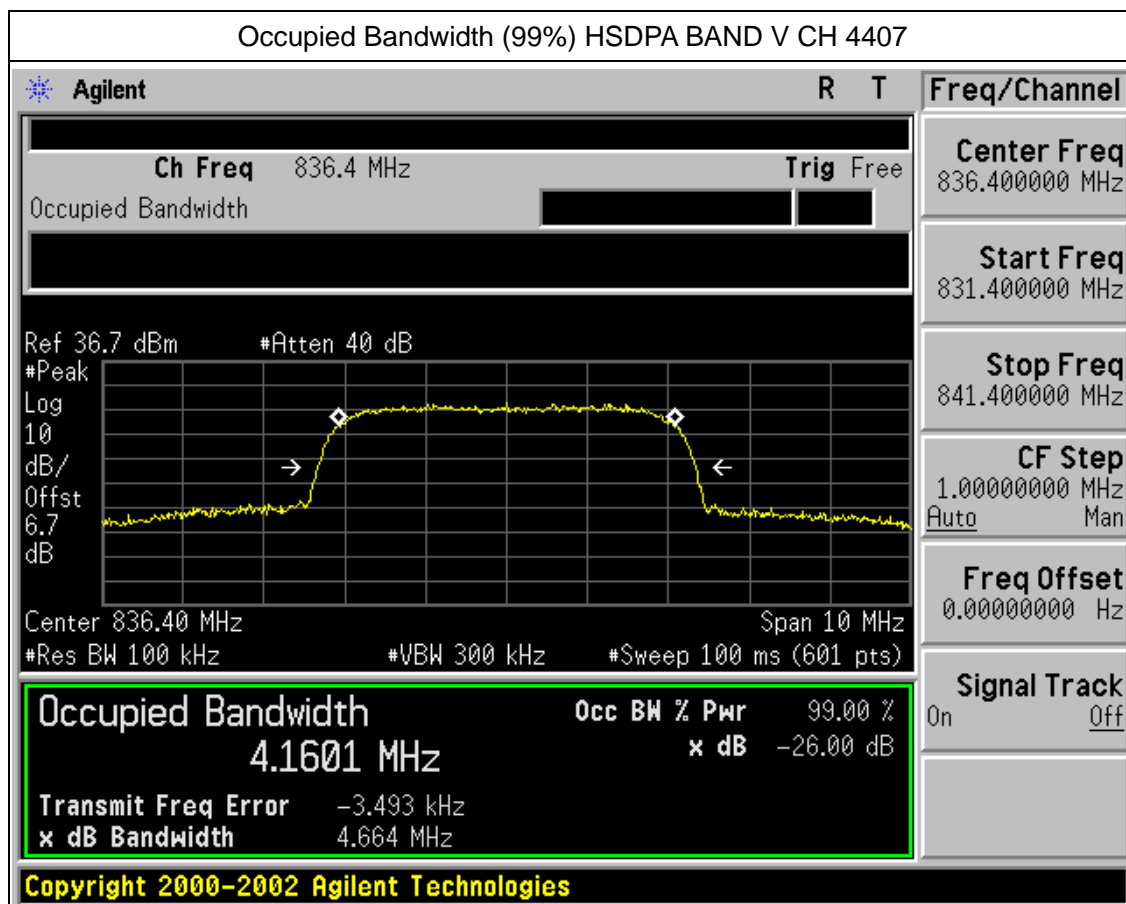 Occupied Bandwidth (99%) HSDPA BAND V CH 4407
Agilent R T
Ch Freq 836.4 MHz Trig Free
Occupied Bandwidth
Ref 36.7 dBm #Atten 40 dB
#Peak
Log
10
dB/
Offst
6.7
dB
Center 836.40 MHz Span 10 MHz
#Res BW 100 kHz #VBW 300 kHz #Sweep 100 ms (601 pts)
Occupied Bandwidth Occ BW % Pwr 99.00 %
4.1601 MHz x dB -26.00 dB
Transmit Freq Error -3.493 kHz
x dB Bandwidth 4.664 MHz
Copyright 2000-2002 Agilent Technologies
Freq/Channel
Center Freq
836.400000 MHz
Start Freq
831.400000 MHz
Stop Freq
841.400000 MHz
CF Step
1.00000000 MHz
Auto Man
Freq Offset
0.00000000 Hz
Signal Track
On Off